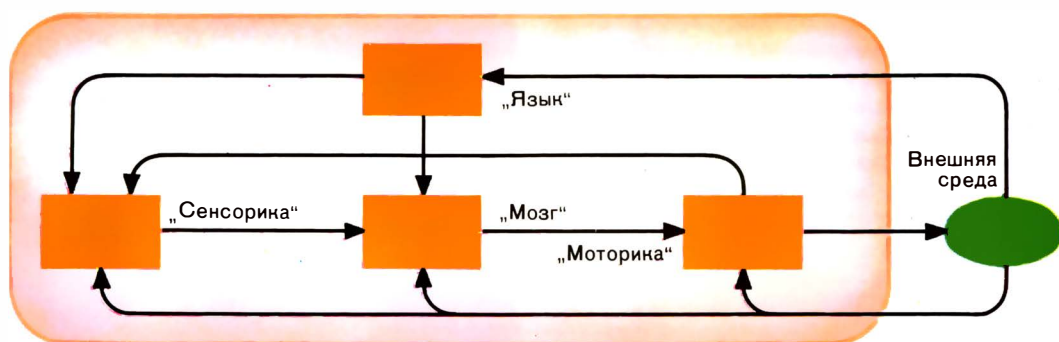 „Язык“
Внешняя
среда
„Сенсорика“
„Мозг“
„Моторика“